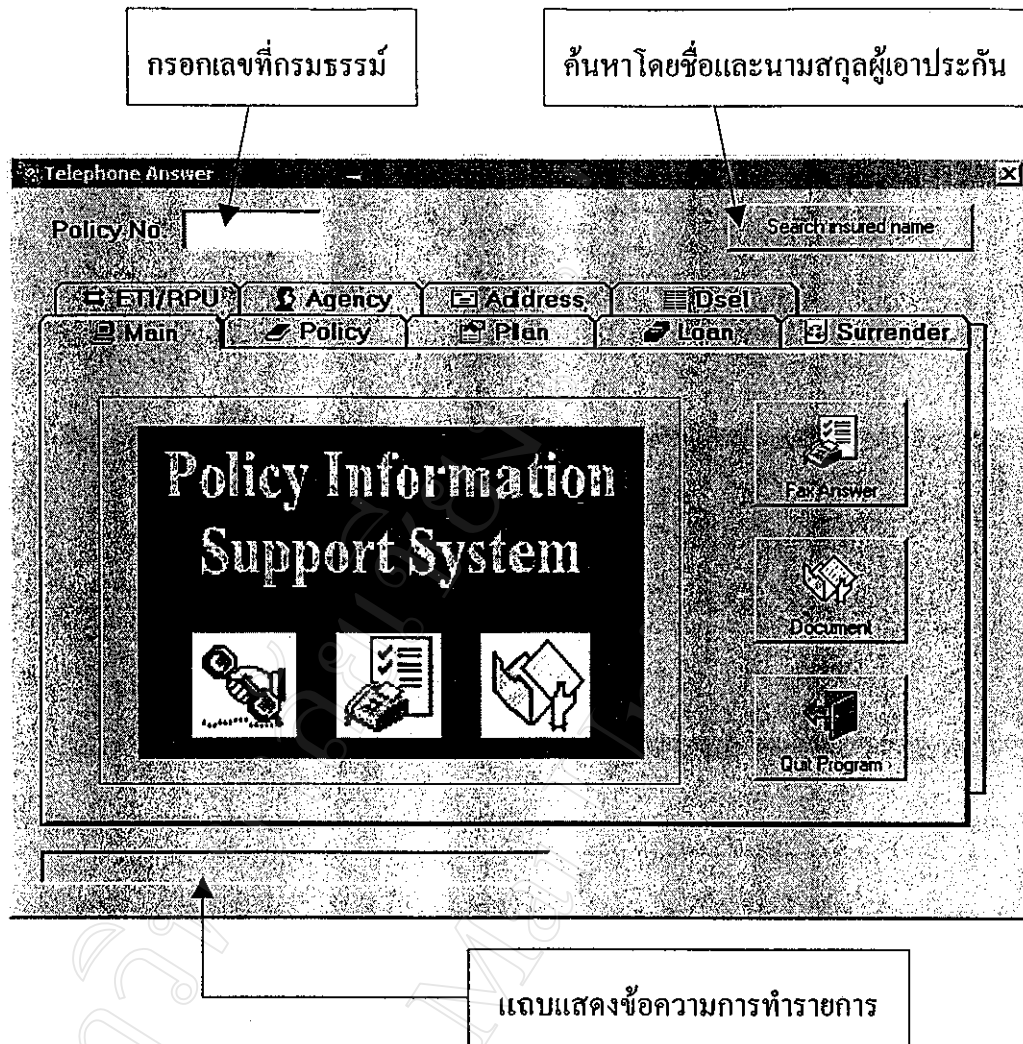 กรอกเลขที่กรมธรรม์
ค้นหาโดยชื่อและนามสกุลผู้เอาประกัน
Telephone Answer
Policy No.
Search insured name
ETI/RPU
Agency
Address
Dsel
Main
Policy
Plan
Loan
Surrender
Policy Information
Support System
Fax Answer
Document
Quit Program
แถบแสดงข้อความการทำรายการ